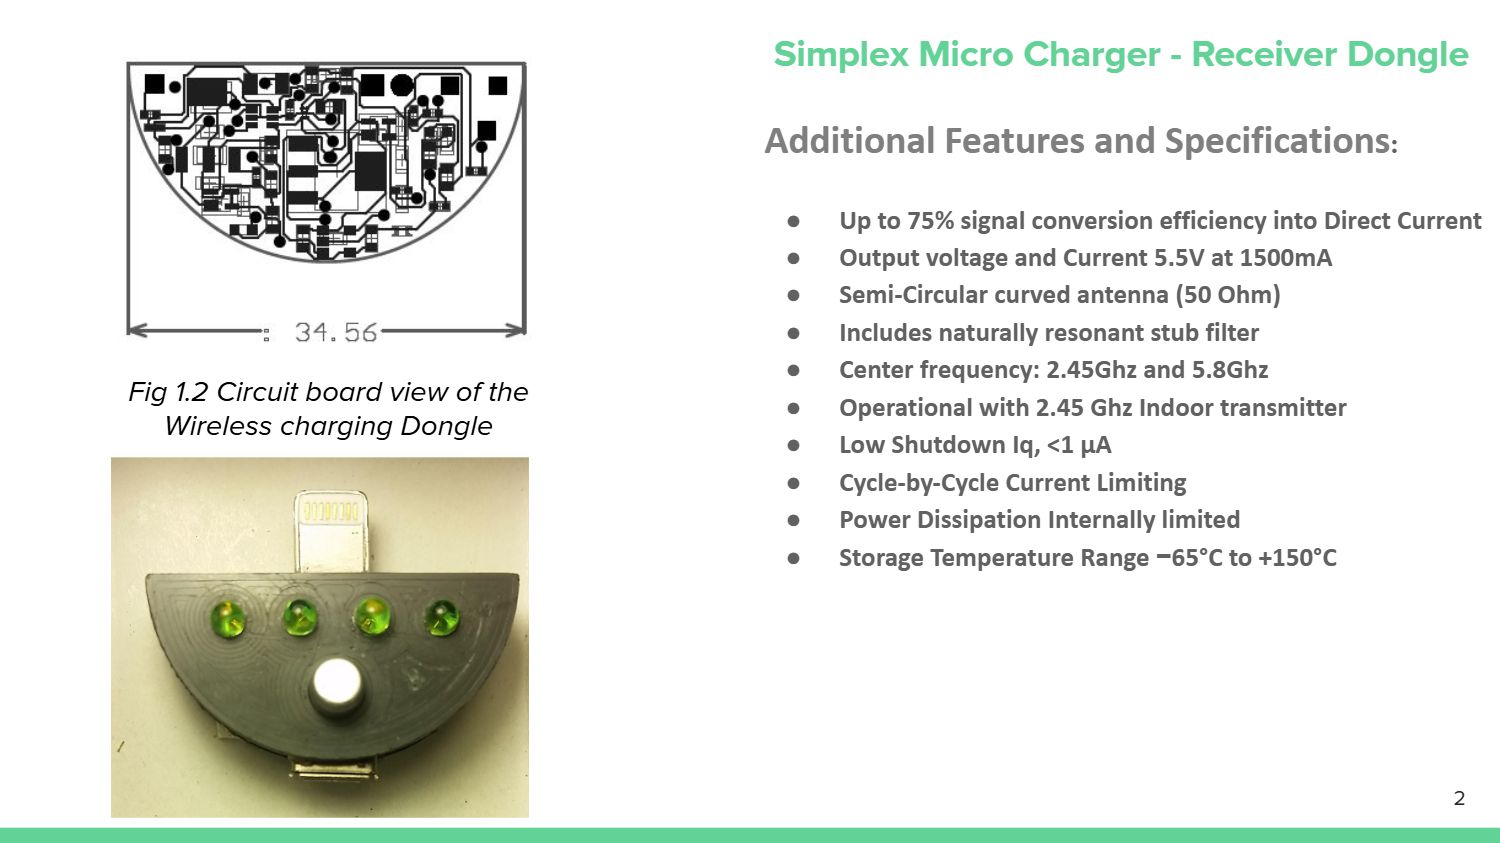 Simplex Micro Charger - Receiver Dongle
Additional Features and Specifications:
● Up to 75% signal conversion efficiency into Direct Current
● Output voltage and Current 5.5V at 1500mA
● Semi-Circular curved antenna (50 Ohm)
● Includes naturally resonant stub filter
● Center frequency: 2.45Ghz and 5.8Ghz
● Operational with 2.45 Ghz Indoor transmitter
● Low Shutdown Iq, <1 µA
● Cycle-by-Cycle Current Limiting
● Power Dissipation Internally limited
● Storage Temperature Range −65°C to +150°C
: 34.56
Fig 1.2 Circuit board view of the
Wireless charging Dongle
2